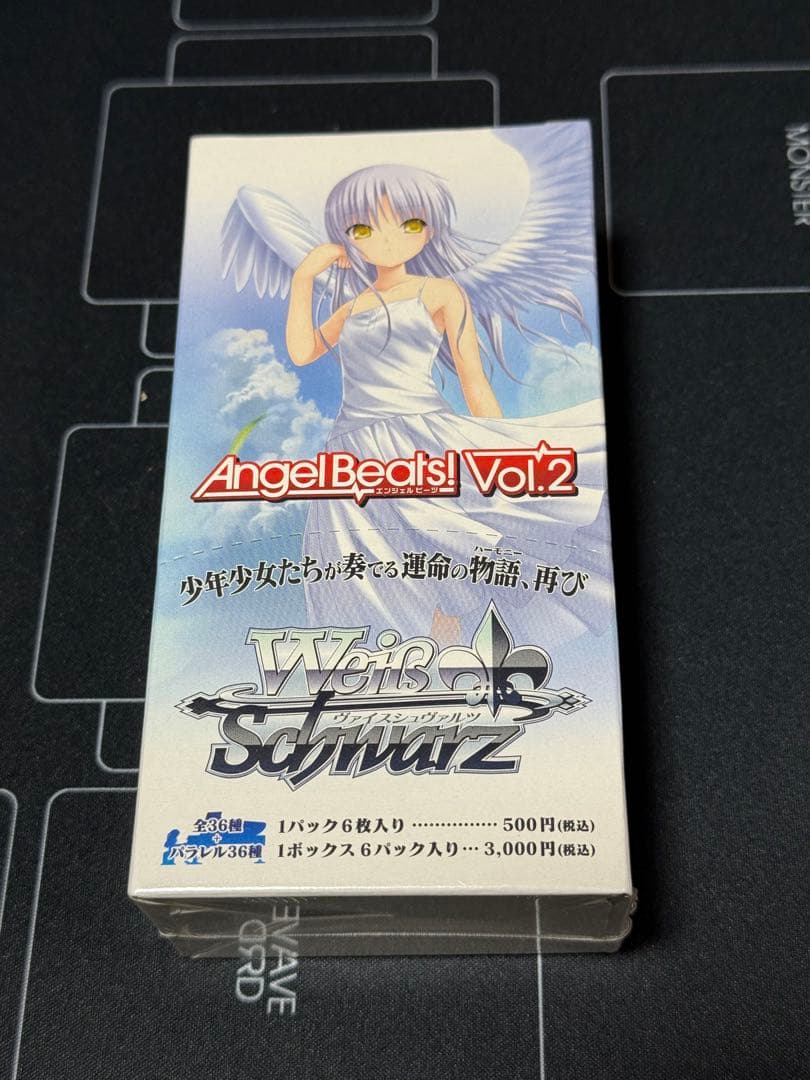 MONSTER
Angel Beats! Vol.2
エンジェルビーツ
ハーモニー
少年少女たちが奏でる運命の物語、再び
Weiß
ヴァイスシュヴァルツ
Schwarz
全36種
+
パラレル36種
1パック6枚入り …………… 500円(税込)
1ボックス 6パック入り… 3,000円(税込)